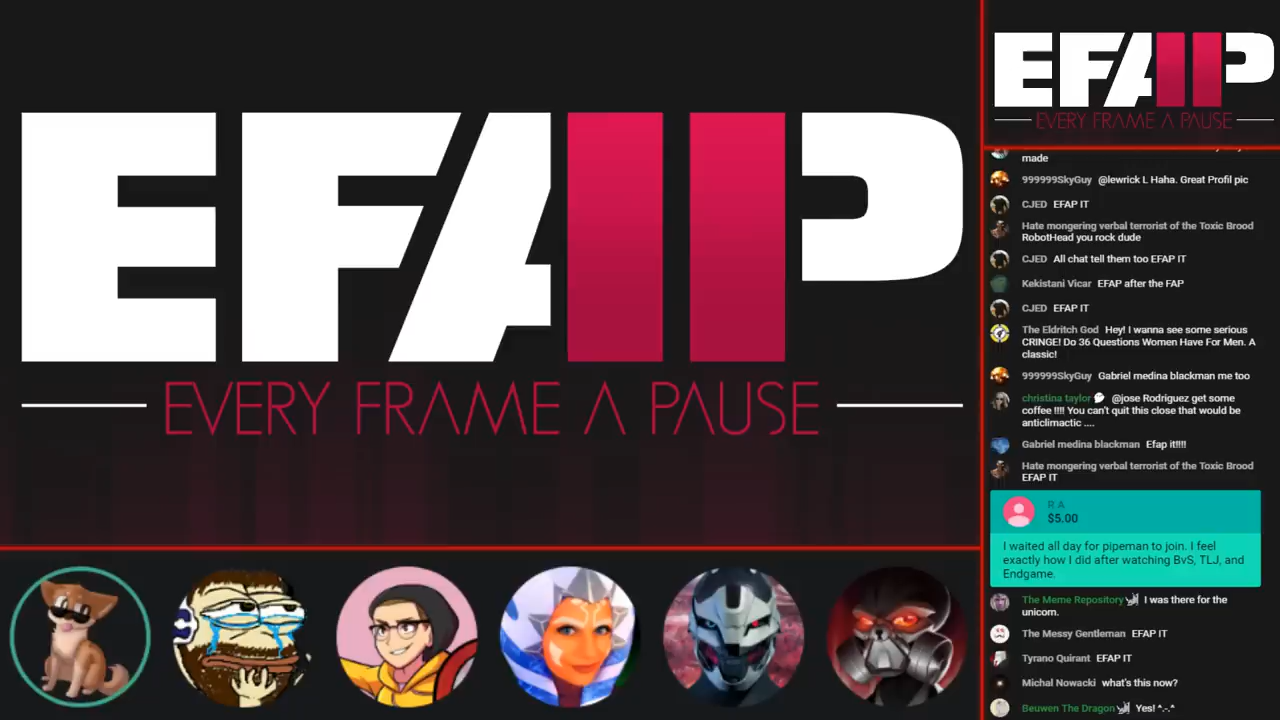 EFAP
EVERY FRAME A PAUSE
EFAP
EVERY FRAME A PAUSE
made
999999SkyGuy @lewrick L Haha. Great Profil pic
CJED EFAP IT
Hate mongering verbal terrorist of the Toxic Brood
RobotHead you rock dude
CJED All chat tell them too EFAP IT
Kekistani Vicar EFAP after the FAP
CJED EFAP IT
The Eldritch God Hey! I wanna see some serious
CRINGE! Do 36 Questions Women Have For Men. A
classic!
999999SkyGuy Gabriel medina blackman me too
christina taylor @jose Rodriguez get some
coffee !!!! You can't quit this close that would be
anticlimactic ....
Gabriel medina blackman Efap it!!!!
Hate mongering verbal terrorist of the Toxic Brood
EFAP IT
R A
$5.00
I waited all day for pipeman to join. I feel
exactly how I did after watching BvS, TLJ, and
Endgame.
The Meme Repository I was there for the
unicorn.
The Messy Gentleman EFAP IT
Tyrano Quirant EFAP IT
Michal Nowacki what's this now?
Beuwen The Dragon Yes! *.-.*